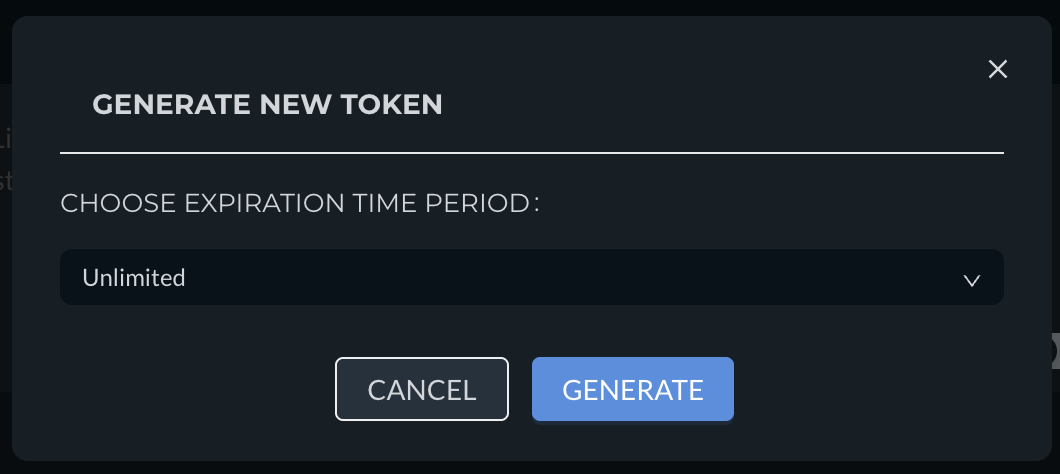 GENERATE NEW TOKEN
CHOOSE EXPIRATION TIME PERIOD:
Unlimited
CANCEL
GENERATE